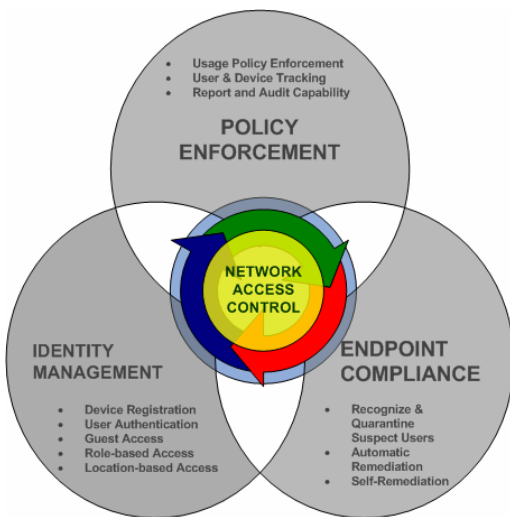 • Usage Policy Enforcement
• User & Device Tracking
• Report and Audit Capability
POLICY
ENFORCEMENT
NETWORK
ACCESS
CONTROL
IDENTITY
MANAGEMENT
• Device Registration
• User Authentication
• Guest Access
• Role-based Access
• Location-based Access
ENDPOINT
COMPLIANCE
• Recognize &
Quarantine
Suspect Users
• Automatic
Remediation
• Self-Remediation